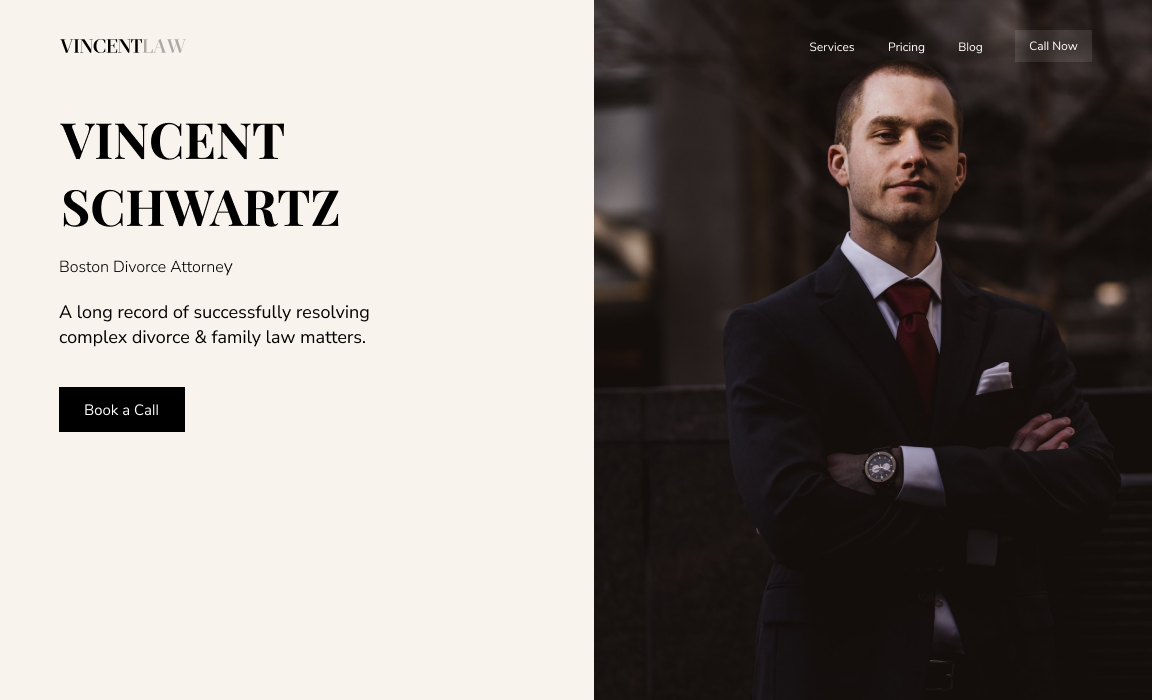 VINCENTLAW
Services Pricing Blog Call Now
VINCENT
SCHWARTZ
Boston Divorce Attorney
A long record of successfully resolving
complex divorce & family law matters.
Book a Call